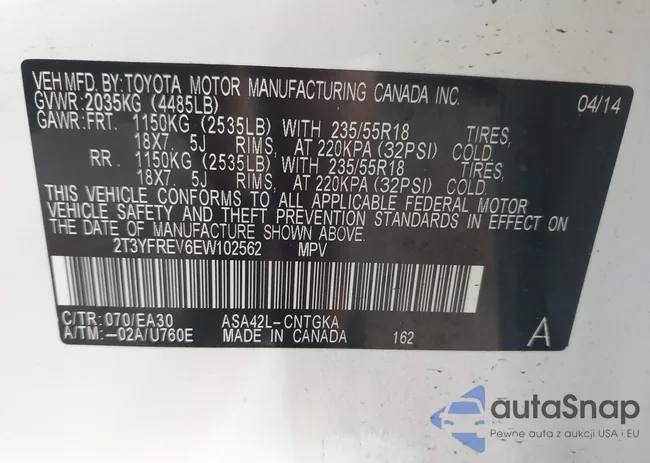 VEH MFD. BY: TOYOTA MOTOR MANUFACTURING CANADA INC. 04/14
GVWR: 2035KG (4485LB)
GAWR: FRT. 1150KG (2535LB) WITH 235/55R18 TIRES,
18X7. 5J RIMS, AT 220KPA (32PSI) COLD.
RR. 1150KG (2535LB) WITH 235/55R18 TIRES,
18X7. 5J RIMS, AT 220KPA (32PSI) COLD.
THIS VEHICLE CONFORMS TO ALL APPLICABLE FEDERAL MOTOR
VEHICLE SAFETY AND THEFT PREVENTION STANDARDS IN EFFECT ON
THE DATE OF MANUFACTURE SHOWN ABOVE.
2T3YFREV6EW102562 MPV
C/TR: 070/EA30 ASA42L-CNTGKA A
A/TM: -02A/U760E MADE IN CANADA 162
autoSnap
Pewne auta z aukcji USA i EU